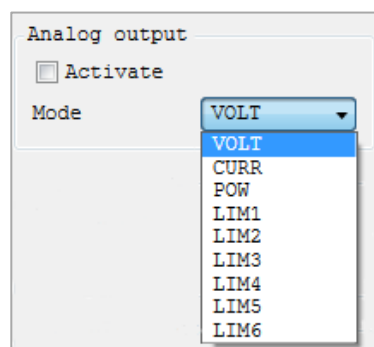 Analog output
Activate
Mode VOLT
VOLT
CURR
POW
LIM1
LIM2
LIM3
LIM4
LIM5
LIM6